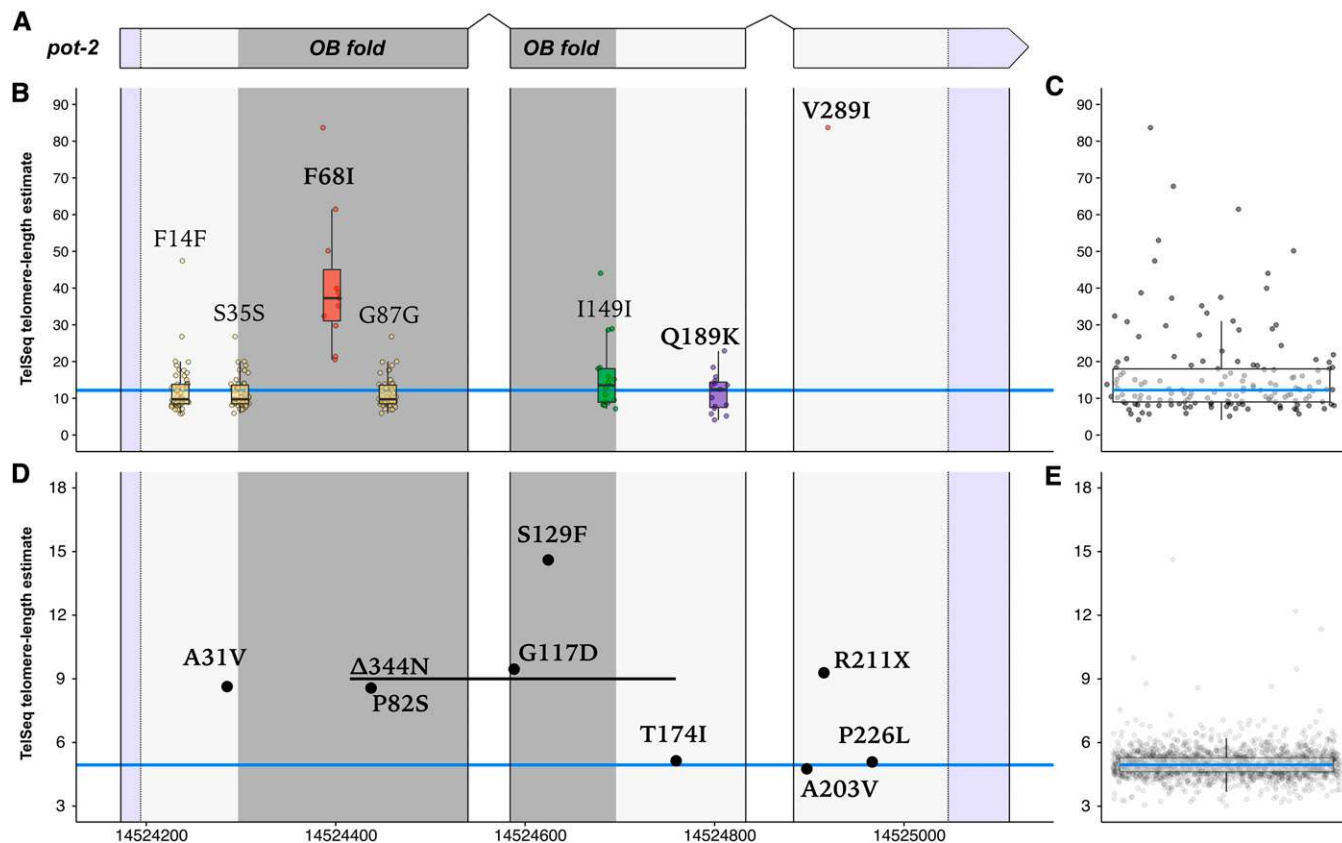 A
pot-2
OB fold
OB fold
B
C
TelSeq telomere-length estimate
90
80
70
60
50
40
30
20
10
0
F14F
S35S
F68I
G87G
I149I
Q189K
V289I
90
80
70
60
50
40
30
20
10
0
D
E
TelSeq telomere-length estimate
18
15
12
9
6
3
A31V
Δ344N
P82S
S129F
G117D
T174I
R211X
P226L
A203V
18
15
12
9
6
3
14524200
14524400
14524600
14524800
14525000